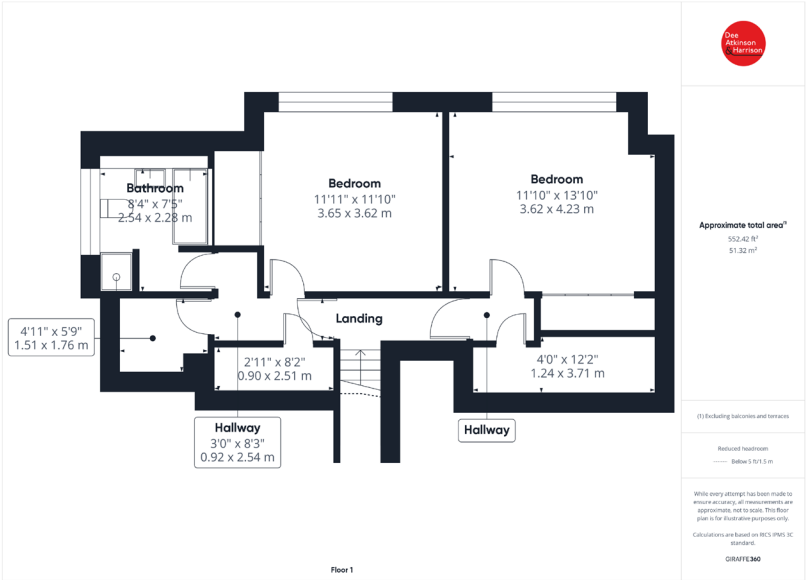 Dee
Atkinson
& Harrison
Bathroom
8'4" x 7'5"
2.54 x 2.28 m
Bedroom
11'11" x 11'10"
3.65 x 3.62 m
Bedroom
11'10" x 13'10"
3.62 x 4.23 m
Approximate total area(1)
552.42 ft²
51.32 m²
Landing
4'11" x 5'9"
1.51 x 1.76 m
2'11" x 8'2"
0.90 x 2.51 m
4'0" x 12'2"
1.24 x 3.71 m
Hallway
3'0" x 8'3"
0.92 x 2.54 m
Hallway
(1) Excluding balconies and terraces
Reduced headroom
Below 5 ft/1.5 m
While every attempt has been made to
ensure accuracy, all measurements are
approximate, not to scale. This floor
plan is for illustrative purposes only.
Calculations are based on RICS IPMS 3C
standard.
GIRAFFE360
Floor 1